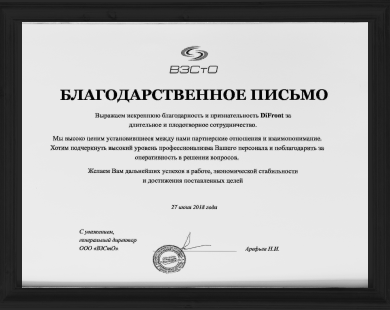 ВЭСтО
БЛАГОДАРСТВЕННОЕ ПИСЬМО
Выражаем искреннюю благодарность и признательность DiFront за
длительное и плодотворное сотрудничество.
Мы высоко ценим установившиеся между нами партнерские отношения и взаимопонимание.
Хотим подчеркнуть высокий уровень профессионализма Вашего персонала и поблагодарить за
оперативность в решении вопросов.
Желаем Вам дальнейших успехов в работе, экономической стабильности
и достижения поставленных целей
27 июня 2018 года
С уважением,
генеральный директор
ООО «ВЭСтО»
Арефьев Н.Н.